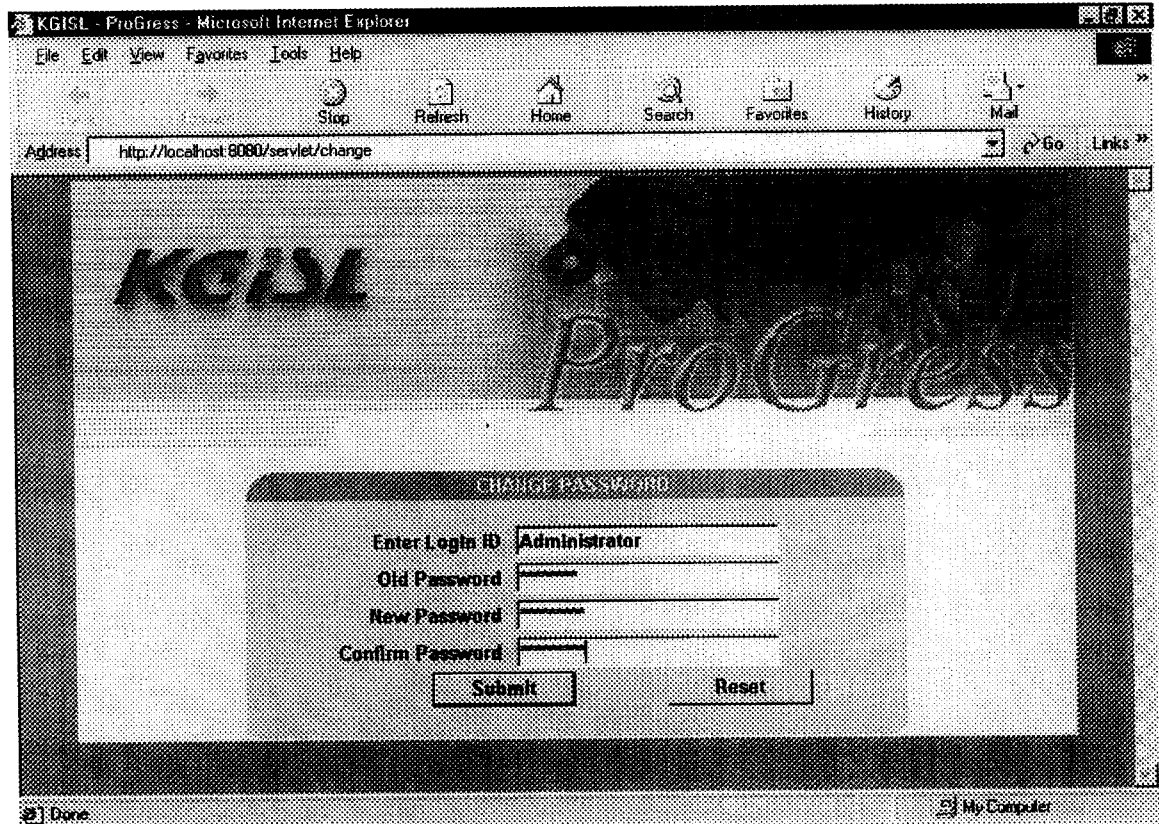 KGISL - ProGress - Microsoft Internet Explorer
File Edit View Favorites Tools Help
Stop Refresh Home Search Favorites History Mail »
Address http://localhost:8080/servlet/change Go Links »
KGiSL
ProGress
CHANGE PASSWORD
Enter Login ID Administrator
Old Password
New Password
Confirm Password
Submit Reset
Done My Computer